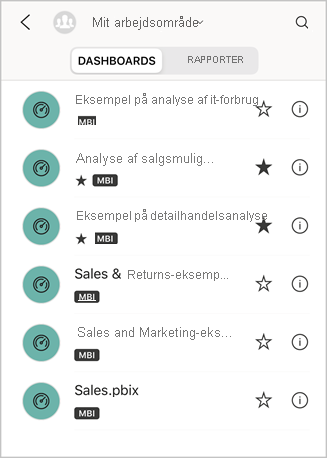 Mit arbejdsområde
DASHBOARDS
RAPPORTER
Eksempel på analyse af it-forbrug
MBI
Analyse af salgsmulig...
MBI
Eksempel på detailhandelsanalyse
MBI
Sales & Returns-eksemp...
MBI
Sales and Marketing-eks...
MBI
Sales.pbix
MBI